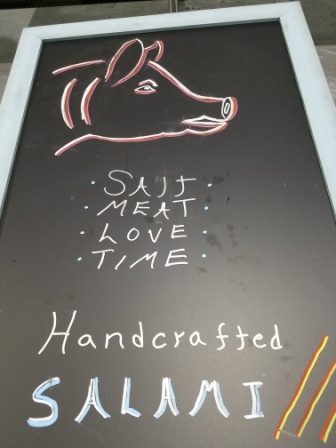 · SALT ·
· MEAT ·
· LOVE ·
· TIME ·
Handcrafted
SALAMI